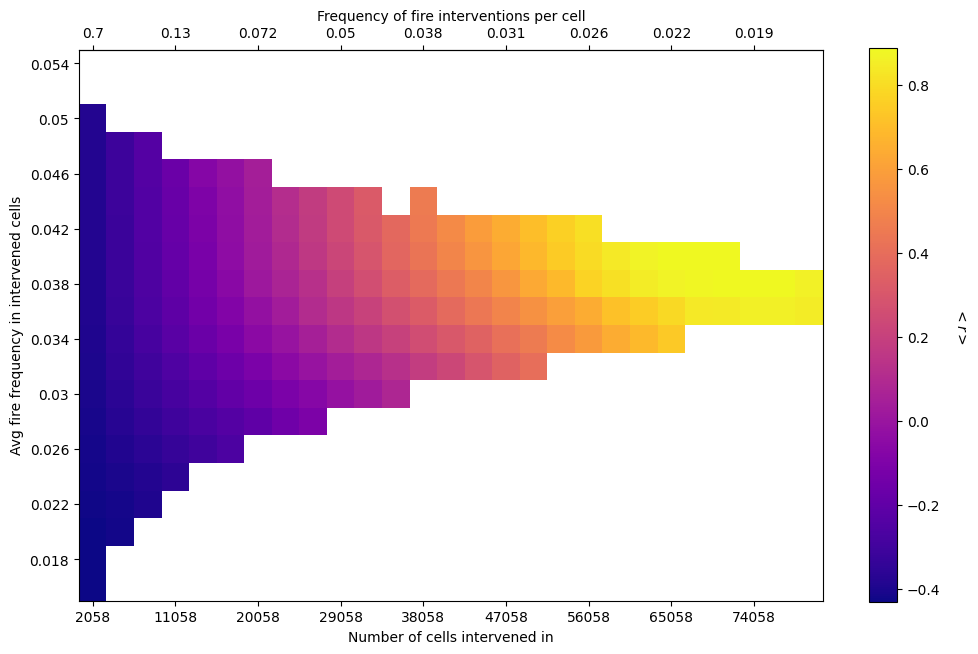 Frequency of fire interventions per cell
0.7 0.13 0.072 0.05 0.038 0.031 0.026 0.022 0.019
Avg fire frequency in intervened cells
0.054
0.05
0.046
0.042
0.038
0.034
0.03
0.026
0.022
0.018
2058 11058 20058 29058 38058 47058 56058 65058 74058
Number of cells intervened in
0.8
0.6
0.4
0.2
0.0
−0.2
−0.4
< r >